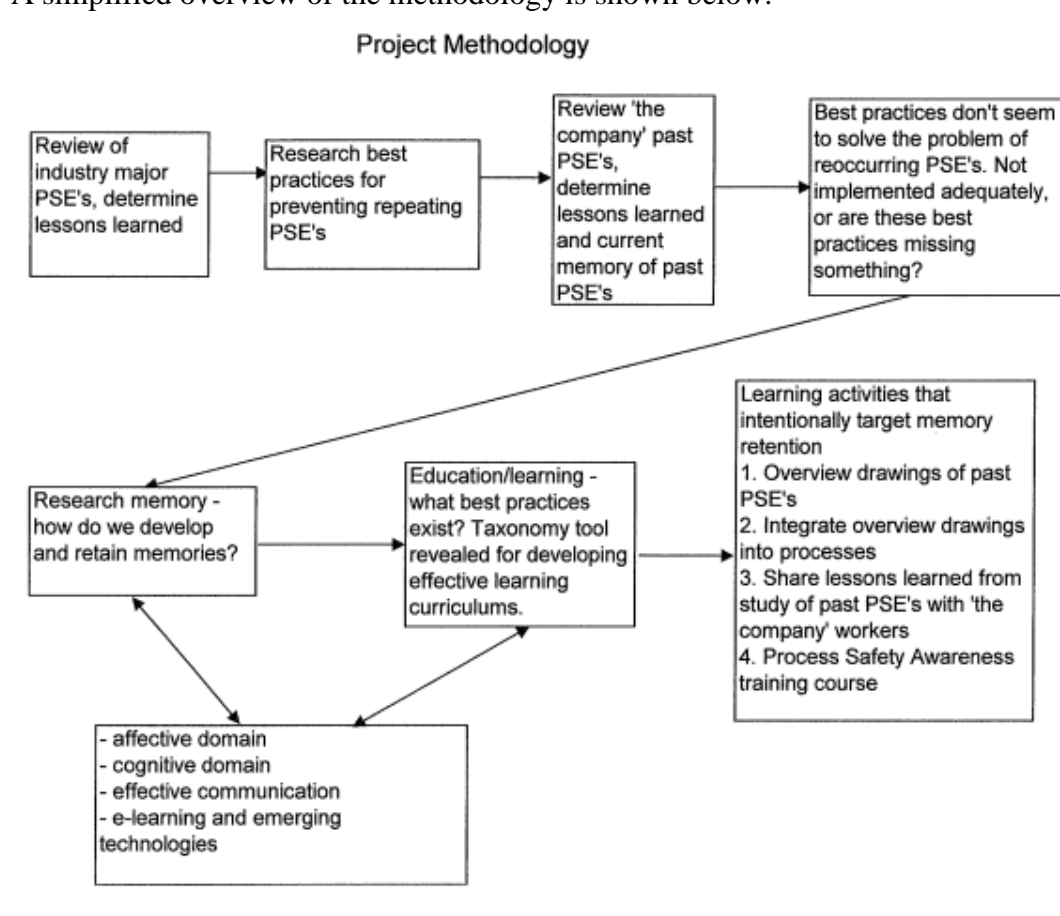 A simplified overview of the methodology is shown below:
Project Methodology
Review of
industry major
PSE's, determine
lessons learned
Research best
practices for
preventing repeating
PSE's
Review 'the
company' past
PSE's,
determine
lessons learned
and current
memory of past
PSE's
Best practices don't seem
to solve the problem of
reoccurring PSE's. Not
implemented adequately,
or are these best
practices missing
something?
Research memory -
how do we develop
and retain memories?
Education/learning -
what best practices
exist? Taxonomy tool
revealed for developing
effective learning
curriculums.
Learning activities that
intentionally target memory
retention
1. Overview drawings of past
PSE's
2. Integrate overview drawings
into processes
3. Share lessons learned from
study of past PSE's with 'the
company' workers
4. Process Safety Awareness
training course
- affective domain
- cognitive domain
- effective communication
- e-learning and emerging
technologies